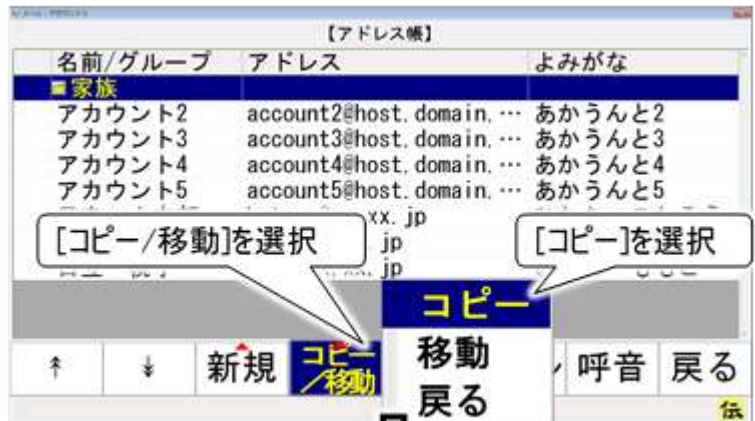 【アドレス帳】
名前/グループ アドレス よみがな
家族
アカウント2 account2@host.domain.… あかうんと2
アカウント3 account3@host.domain.… あかうんと3
アカウント4 account4@host.domain.… あかうんと4
アカウント5 account5@host.domain.… あかうんと5
xx.jp
[コピー/移動]を選択 jp [コピー]を選択
jp
コピー
移動
戻る
新規 コピー/移動 呼音 戻る
伝